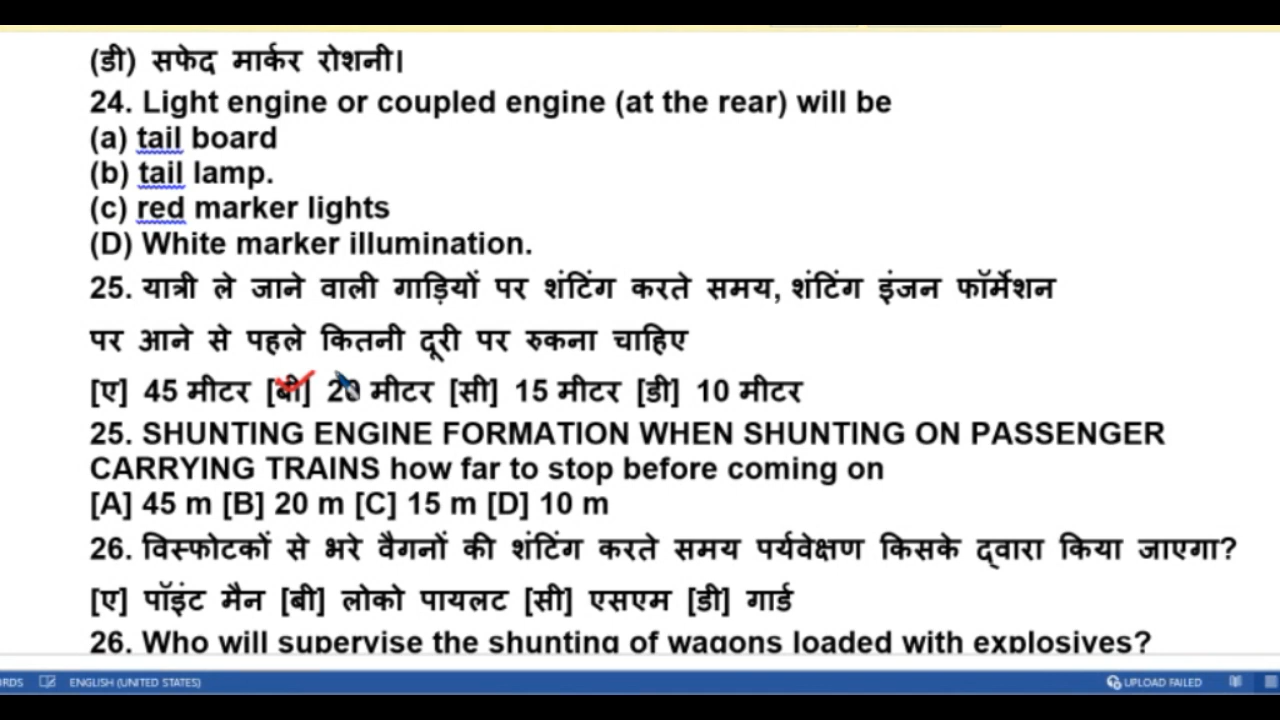 (डी) सफेद मार्कर रोशनी।
24. Light engine or coupled engine (at the rear) will be
(a) tail board
(b) tail lamp.
(c) red marker lights
(D) White marker illumination.
25. यात्री ले जाने वाली गाड़ियों पर शंटिंग करते समय, शंटिंग इंजन फॉर्मेशन
पर आने से पहले कितनी दूरी पर रुकना चाहिए
[ए] 45 मीटर [बी] 20 मीटर [सी] 15 मीटर [डी] 10 मीटर
25. SHUNTING ENGINE FORMATION WHEN SHUNTING ON PASSENGER
CARRYING TRAINS how far to stop before coming on
[A] 45 m [B] 20 m [C] 15 m [D] 10 m
26. विस्फोटकों से भरे वैगनों की शंटिंग करते समय पर्यवेक्षण किसके द्वारा किया जाएगा?
[ए] पॉइंट मैन [बी] लोको पायलट [सी] एसएम [डी] गार्ड
26. Who will supervise the shunting of wagons loaded with explosives?
ENGLISH (UNITED STATES) UPLOAD FAILED